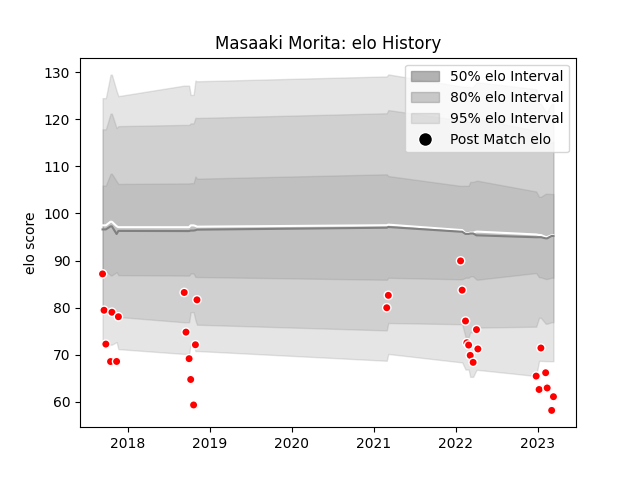 Masaaki Morita: elo History
50% elo Interval
80% elo Interval
95% elo Interval
Post Match elo
elo score
130
120
110
100
90
80
70
60
2018
2019
2020
2021
2022
2023